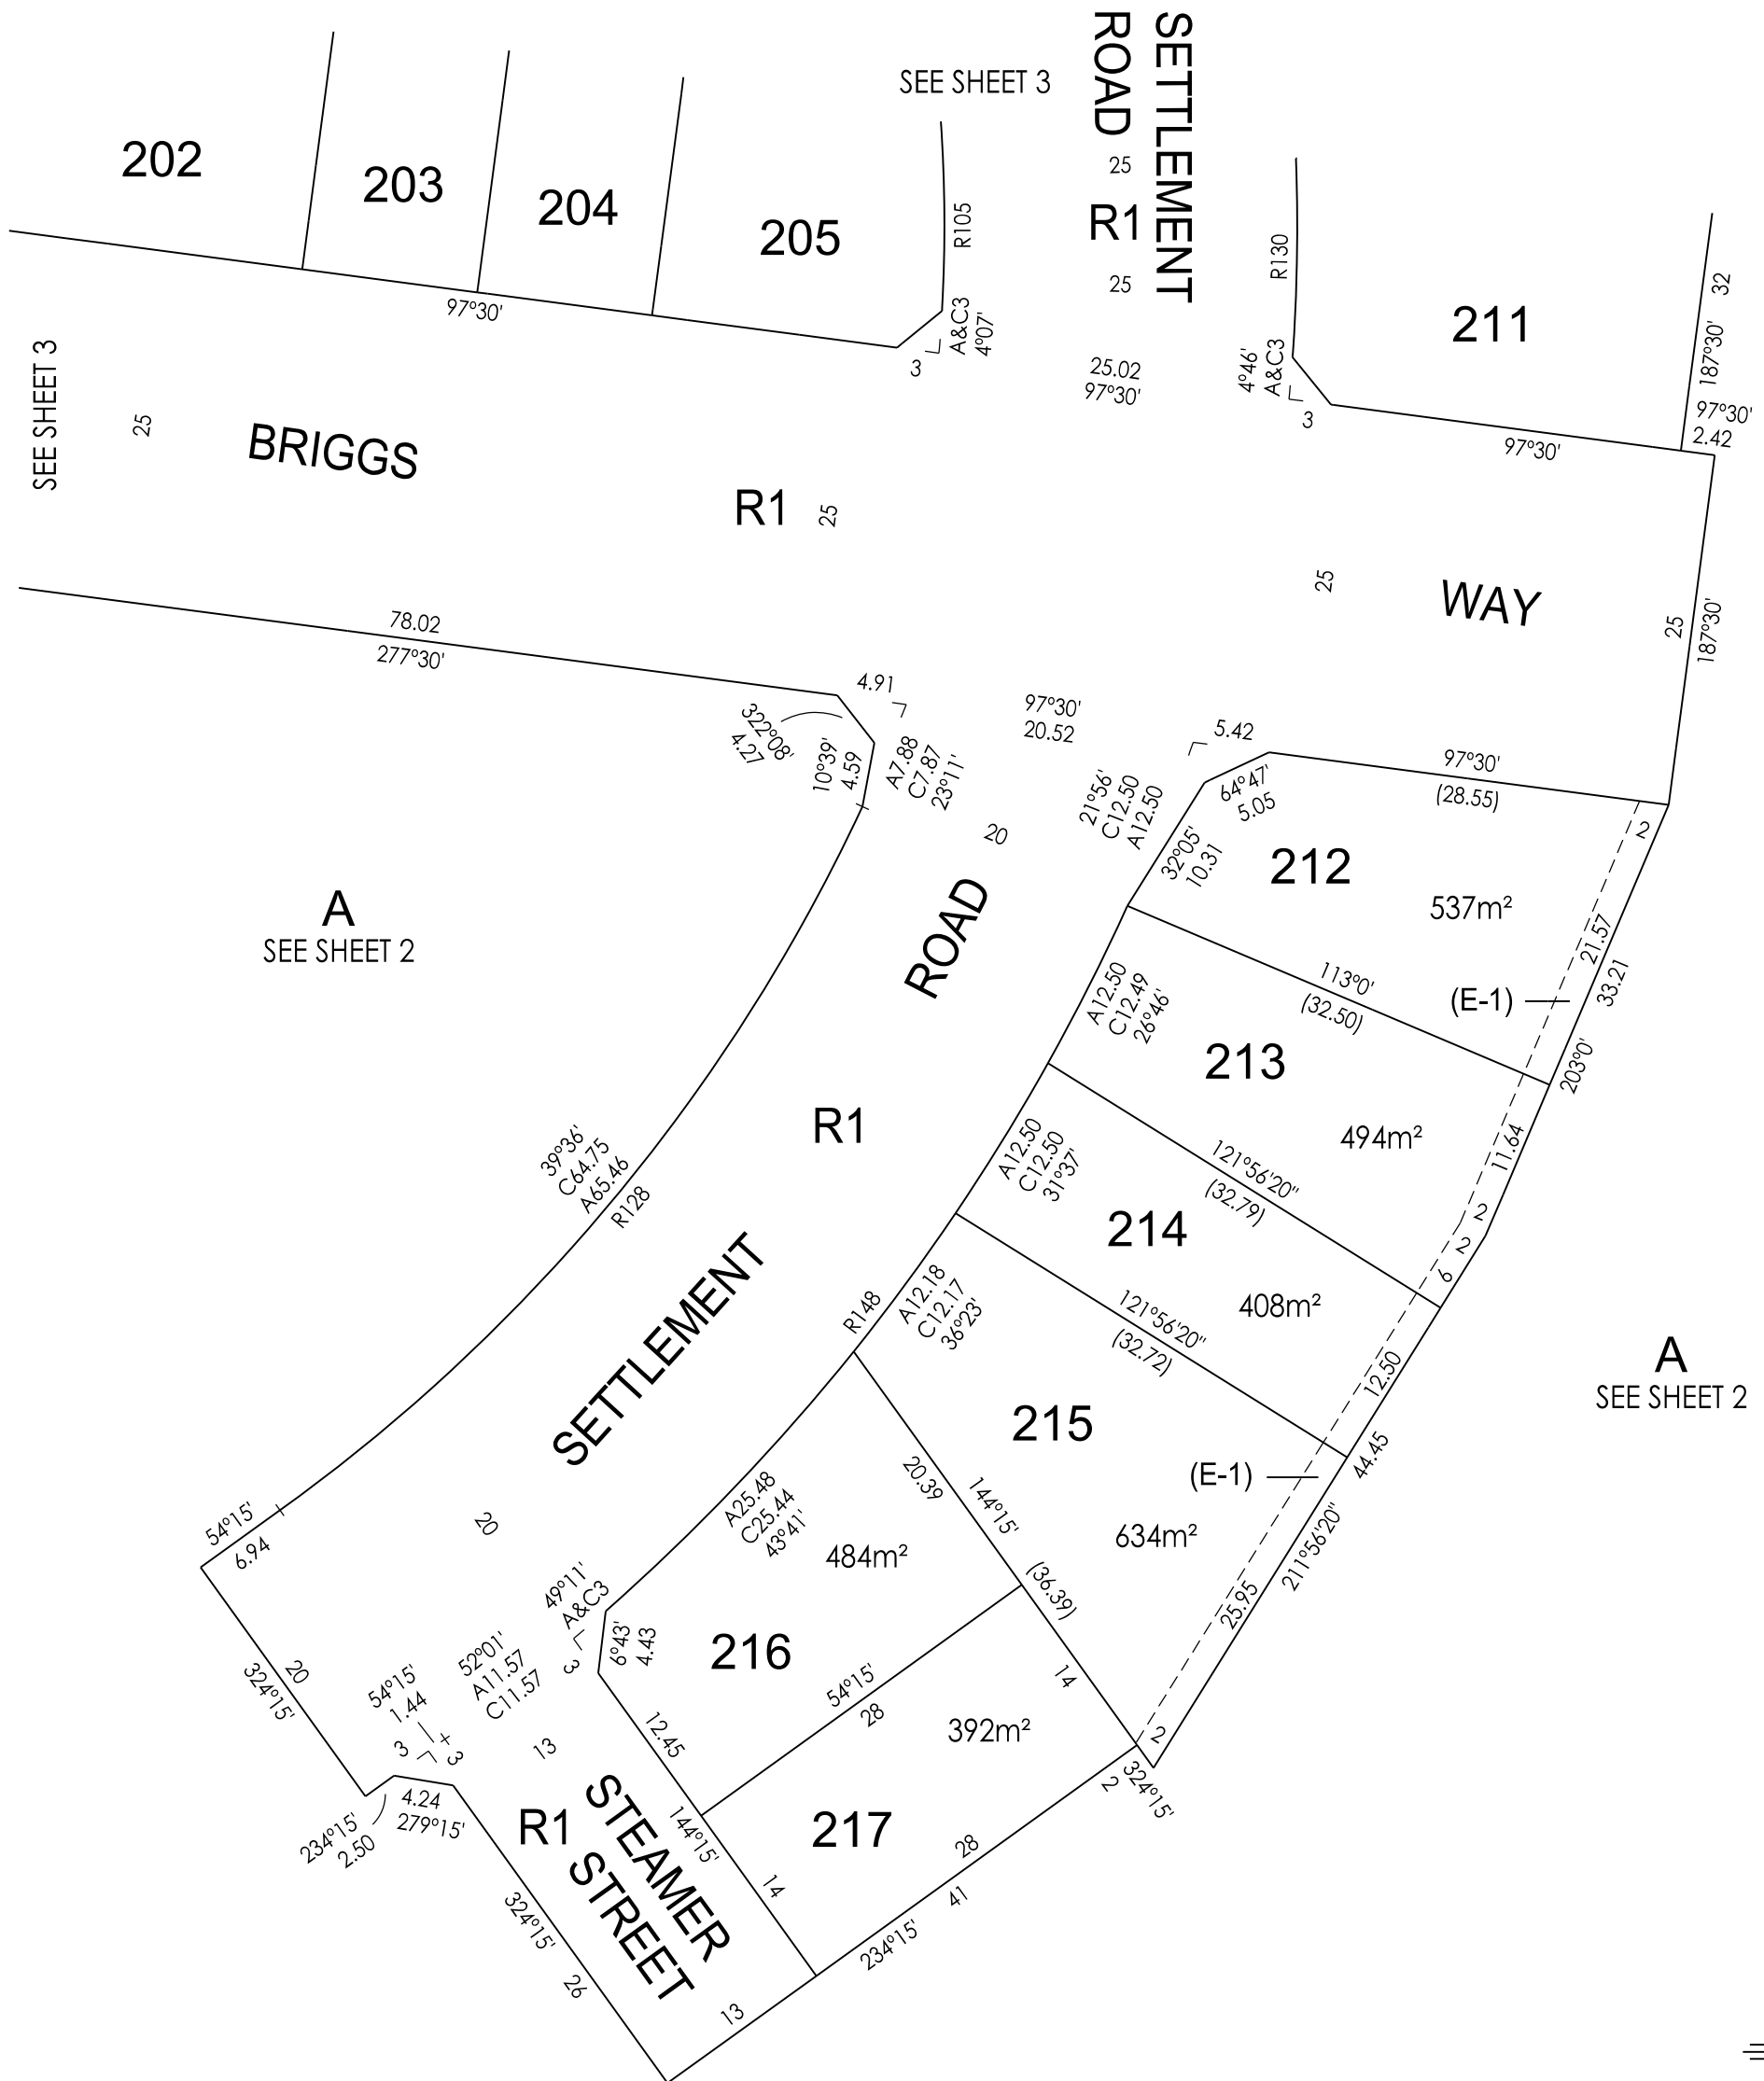 SETTLEMENT
ROAD
SEE SHEET 3
25
R1
25
202
203
204
205
R105
R130
211
32
187°30'
97°30'
2.42
97°30'
A&C3
4°07'
3
25.02
97°30'
4°46'
A&C3
3
97°30'
SEE SHEET 3
25
BRIGGS
R1
25
25
WAY
25
187°30'
78.02
277°30'
4.91
322°08'
4.27
10°39'
4.59
A7.88
C7.87
23°11'
97°30'
20.52
5.42
97°30'
(28.55)
21°56'
C12.50
A12.50
64°47'
5.05
20
32°05'
10.31
212
537m²
2
A
SEE SHEET 2
ROAD
21.57
33.21
113°0'
(32.50)
(E-1)
A12.50
C12.49
26°46'
213
203°0'
494m²
11.64
R1
39°36'
C64.75
A65.46
R128
A12.50
C12.50
31°37'
121°56'20"
(32.79)
2
2
6
214
408m²
SETTLEMENT
R148
A12.18
C12.17
36°23'
121°56'20"
(32.72)
12.50
A
SEE SHEET 2
215
44.45
(E-1)
20.39
144°15'
A25.48
C25.44
43°41'
634m²
211°56'20"
54°15'
6.94
20
484m²
(36.39)
25.95
49°11'
A&C3
3
6°43'
4.43
216
52°01'
A11.57
C11.57
54°15'
1.44
3
3
20
324°15'
54°15'
28
14
12.45
392m²
2
13
4.24
279°15'
234°15'
2.50
R1
STEAMER
STREET
144°15'
217
324°15'
2
14
28
41
234°15'
324°15'
26
13